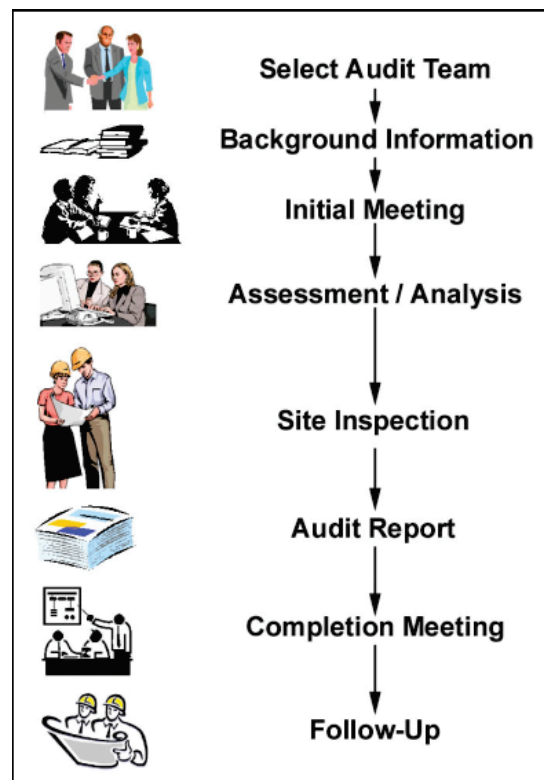 Select Audit Team
Background Information
Initial Meeting
Assessment / Analysis
Site Inspection
Audit Report
Completion Meeting
Follow-Up